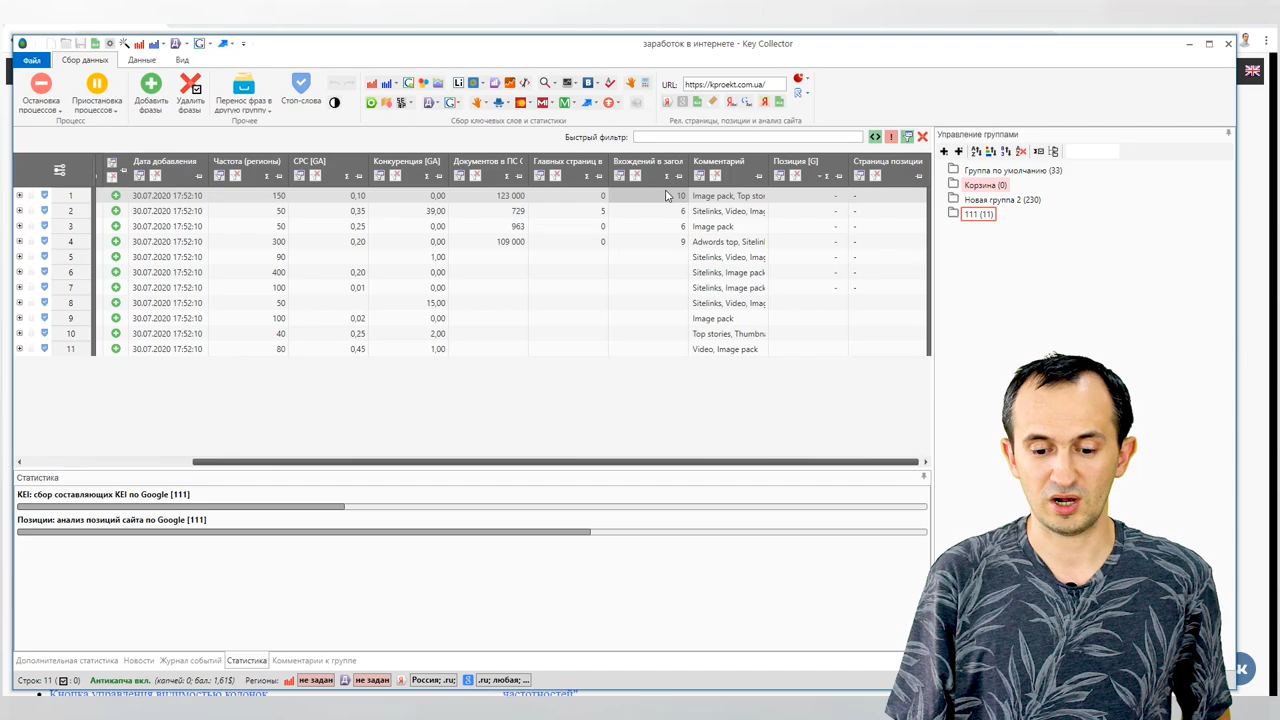 заработок в интернете - Key Collector
Файл
Сбор данных
Данные
Вид
Остановка процессов
Приостановка процессов
Добавить фразы
Удалить фразы
Перенос фраз в другую группу
Стоп-слова
URL: https://kproekt.com.ua/
Процесс
Прочее
Сбор ключевых слов и статистики
Рел. страницы, позиции и анализ сайта
Быстрый фильтр:
Управление группами
Дата добавления Частота (регионы) CPC [GA] Конкуренция [GA] Документов в ПС Главных страниц в Вхождений в загол Комментарий Позиция [G] Страница позиции
1 30.07.2020 17:52:10 150 0,10 0,00 123 000 0 10 Image pack, Top stor - -
2 30.07.2020 17:52:10 50 0,35 39,00 729 5 6 Sitelinks, Video, Imag - -
3 30.07.2020 17:52:10 50 0,25 0,00 963 0 6 Image pack - -
4 30.07.2020 17:52:10 300 0,20 0,00 109 000 0 9 Adwords top, Sitelin - -
5 30.07.2020 17:52:10 90 1,00 Sitelinks, Video, Imag
6 30.07.2020 17:52:10 400 0,20 0,00 Sitelinks, Image pack - -
7 30.07.2020 17:52:10 100 0,01 0,00 Sitelinks, Image pack - -
8 30.07.2020 17:52:10 50 15,00 Sitelinks, Video, Imag
9 30.07.2020 17:52:10 100 0,02 0,00 Image pack
10 30.07.2020 17:52:10 40 0,25 2,00 Top stories, Thumbna
11 30.07.2020 17:52:10 80 0,45 1,00 Video, Image pack
Группа по умолчанию (33)
Корзина (0)
Новая группа 2 (230)
111 (11)
Статистика
KEI: сбор составляющих KEI по Google [111]
Позиции: анализ позиций сайта по Google [111]
Дополнительная статистика Новости Журнал событий Статистика Комментарии к группе
Строк: 11 ( : 0) Антикапча вкл. (капчей: 0; бал: 1,61$) Регионы: не задан не задан Россия; .ru; .ru; любая; ...
Кнопка управления видимостью колонок
частотностей"
K